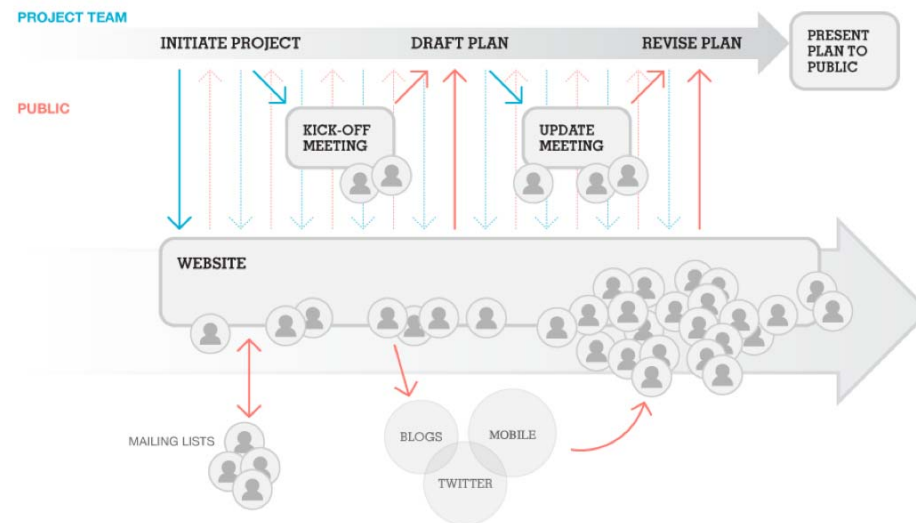 PROJECT TEAM
INITIATE PROJECT
DRAFT PLAN
REVISE PLAN
PRESENT
PLAN TO
PUBLIC
PUBLIC
KICK-OFF
MEETING
UPDATE
MEETING
WEBSITE
MAILING LISTS
BLOGS
MOBILE
TWITTER